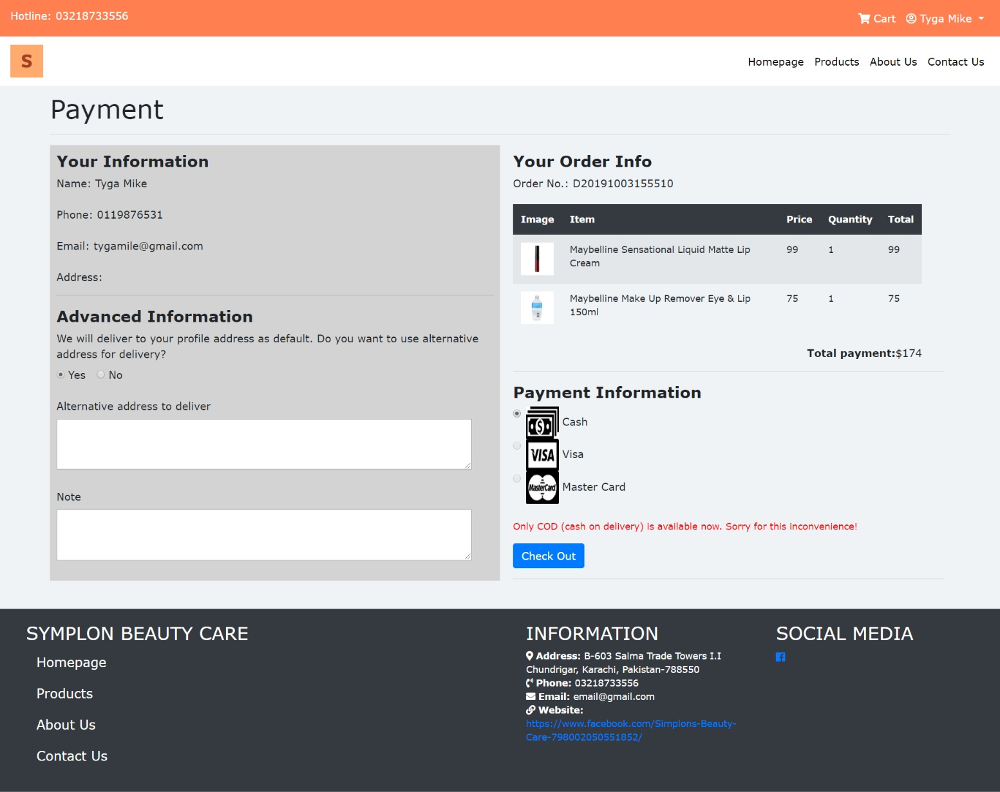 Hotline: 03218733556
Cart
Tyga Mike
S
Homepage Products About Us Contact Us
Payment
Your Information
Name: Tyga Mike
Phone: 0119876531
Email: tygamile@gmail.com
Address:
Advanced Information
We will deliver to your profile address as default. Do you want to use alternative
address for delivery?
Yes No
Alternative address to deliver
Note
Your Order Info
Order No.: D20191003155510
Image Item Price Quantity Total
Maybelline Sensational Liquid Matte Lip 99 1 99
Cream
Maybelline Make Up Remover Eye & Lip 75 1 75
150ml
Total payment:$174
Payment Information
Cash
VISA Visa
MasterCard Master Card
Only COD (cash on delivery) is available now. Sorry for this inconvenience!
Check Out
SYMPLON BEAUTY CARE
Homepage
Products
About Us
Contact Us
INFORMATION
Address: B-603 Saima Trade Towers I.I
Chundrigar, Karachi, Pakistan-788550
Phone: 03218733556
Email: email@gmail.com
Website:
https://www.facebook.com/Simplons-Beauty-
Care-798002050551852/
SOCIAL MEDIA